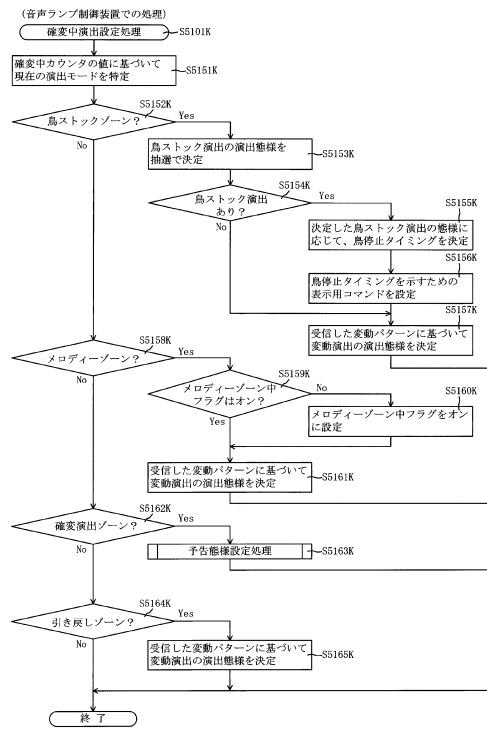 (音声ランプ制御装置での処理)
確変中演出設定処理
S5101K
確変中カウンタの値に基づいて
現在の演出モードを特定
S5151K
鳥ストックゾーン？
S5152K
Yes
No
鳥ストック演出の演出態様を
抽選で決定
S5153K
鳥ストック演出
あり？
S5154K
Yes
No
決定した鳥ストック演出の態様に
応じて、鳥停止タイミングを決定
S5155K
鳥停止タイミングを示すための
表示用コマンドを設定
S5156K
受信した変動パターンに基づいて
変動演出の演出態様を決定
S5157K
メロディーゾーン？
S5158K
Yes
No
メロディーゾーン中
フラグはオン？
S5159K
No
Yes
メロディーゾーン中フラグをオン
に設定
S5160K
受信した変動パターンに基づいて
変動演出の演出態様を決定
S5161K
確変演出ゾーン？
S5162K
Yes
No
予告態様設定処理
S5163K
引き戻しゾーン？
S5164K
Yes
No
受信した変動パターンに基づいて
変動演出の演出態様を決定
S5165K
終了